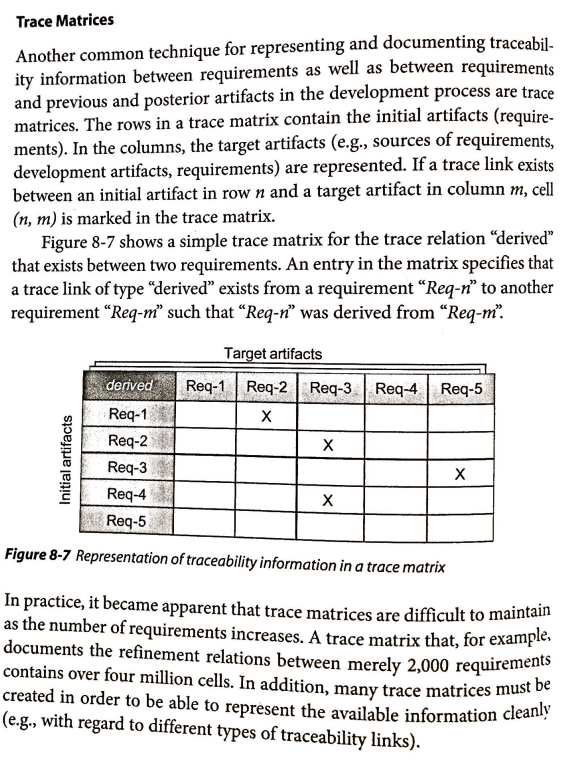 Trace Matrices
Another common technique for representing and documenting traceabil-
ity information between requirements as well as between requirements
and previous and posterior artifacts in the development process are trace
matrices. The rows in a trace matrix contain the initial artifacts (require-
ments). In the columns, the target artifacts (e.g., sources of requirements,
development artifacts, requirements) are represented. If a trace link exists
between an initial artifact in row n and a target artifact in column m, cell
(n, m) is marked in the trace matrix.
Figure 8-7 shows a simple trace matrix for the trace relation “derived”
that exists between two requirements. An entry in the matrix specifies that
a trace link of type “derived” exists from a requirement “Req-n” to another
requirement “Req-m” such that “Req-n” was derived from “Req-m”.
Target artifacts
derived Req-1 Req-2 Req-3 Req-4 Req-5
Initial artifacts
Req-1 X
Req-2 X
Req-3 X
Req-4 X
Req-5
Figure 8-7 Representation of traceability information in a trace matrix
In practice, it became apparent that trace matrices are difficult to maintain
as the number of requirements increases. A trace matrix that, for example,
documents the refinement relations between merely 2,000 requirements
contains over four million cells. In addition, many trace matrices must be
created in order to be able to represent the available information cleanly
(e.g., with regard to different types of traceability links).